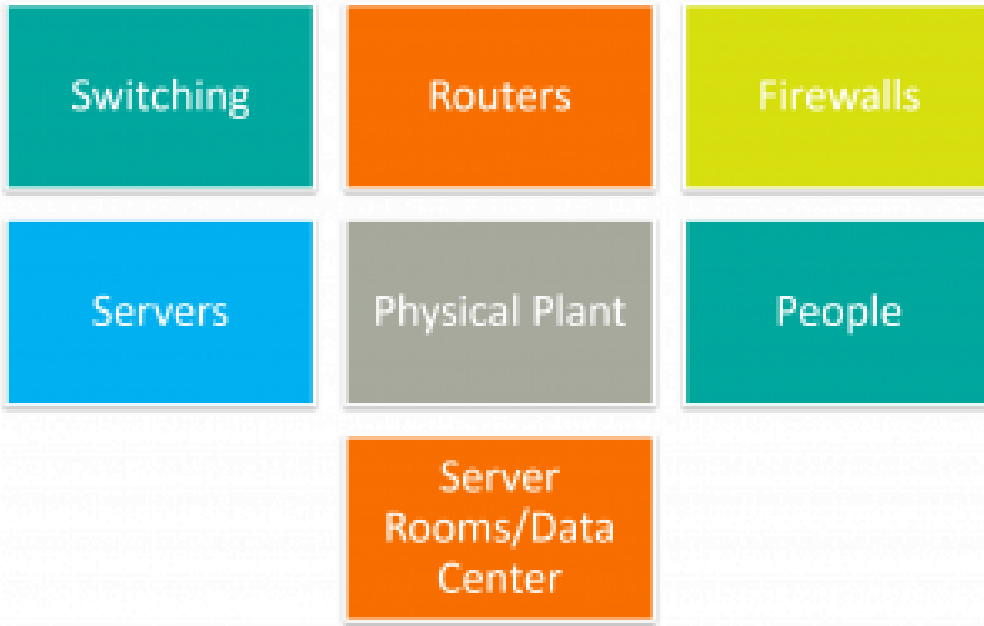 Switching
Routers
Firewalls
Servers
Physical Plant
People
Server
Rooms/Data
Center